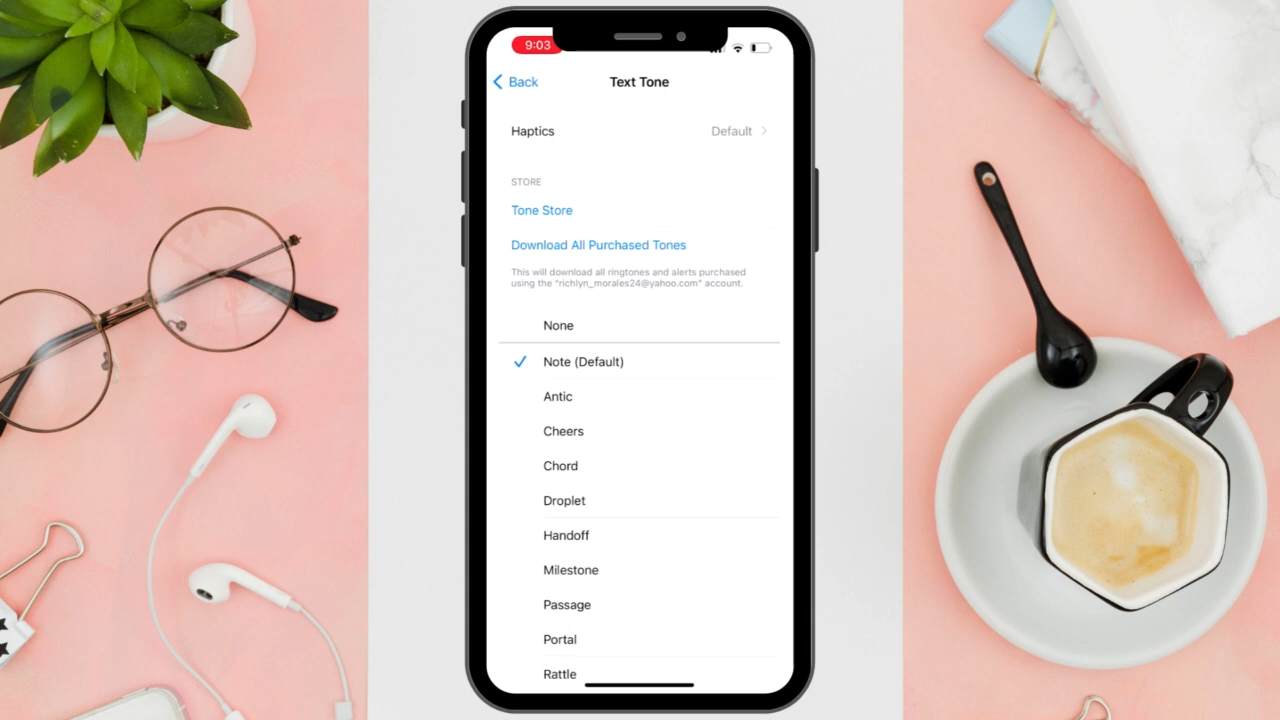 9:03
Back
Text Tone
Haptics
Default
STORE
Tone Store
Download All Purchased Tones
This will download all ringtones and alerts purchased
using the "richlyn_morales24@yahoo.com" account.
None
Note (Default)
Antic
Cheers
Chord
Droplet
Handoff
Milestone
Passage
Portal
Rattle